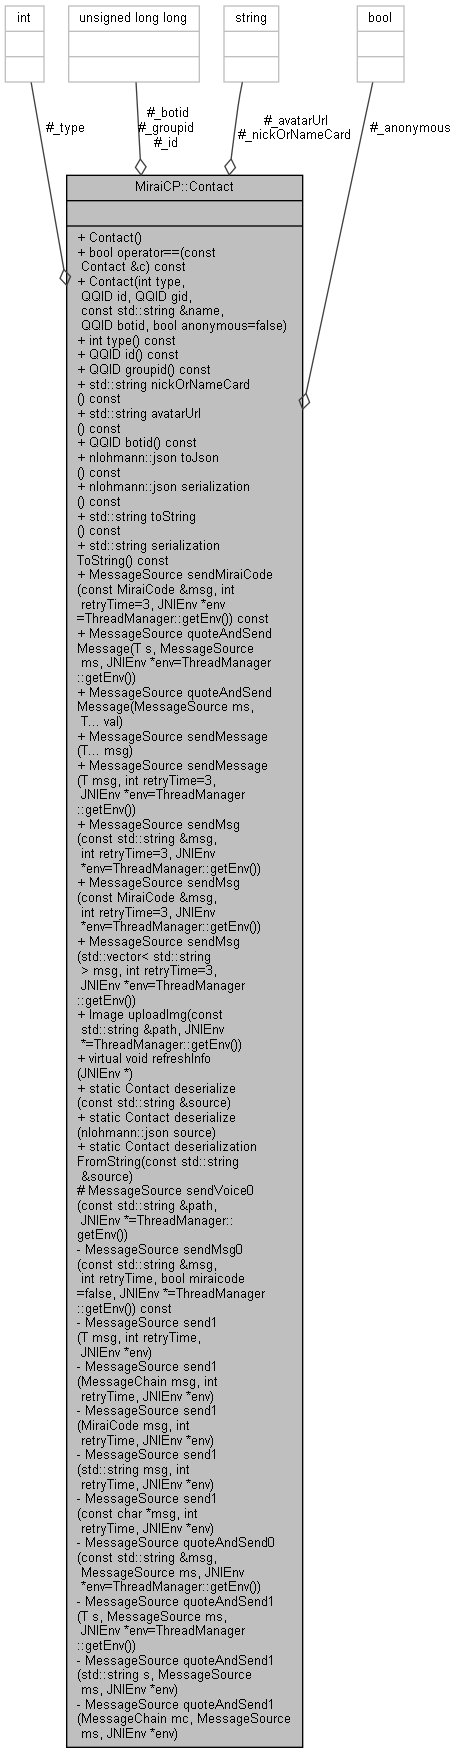 int
unsigned long long
string
bool
#_type
#_botid
#_groupid
#_id
#_avatarUrl
#_nickOrNameCard
#_anonymous
MiraiCP::Contact
+ Contact()
+ bool operator==(const
Contact &c) const
+ Contact(int type,
QQID id, QQID gid,
const std::string &name,
QQID botid, bool anonymous=false)
+ int type() const
+ QQID id() const
+ QQID groupid() const
+ std::string nickOrNameCard
() const
+ std::string avatarUrl
() const
+ QQID botid() const
+ nlohmann::json toJson
() const
+ nlohmann::json serialization
() const
+ std::string toString
() const
+ std::string serialization
ToString() const
+ MessageSource sendMiraiCode
(const MiraiCode &msg, int
retryTime=3, JNIEnv *env
=ThreadManager::getEnv()) const
+ MessageSource quoteAndSend
Message(T s, MessageSource
ms, JNIEnv *env=ThreadManager
::getEnv())
+ MessageSource quoteAndSend
Message(MessageSource ms,
T... val)
+ MessageSource sendMessage
(T... msg)
+ MessageSource sendMessage
(T msg, int retryTime=3,
JNIEnv *env=ThreadManager
::getEnv())
+ MessageSource sendMsg
(const std::string &msg,
int retryTime=3, JNIEnv
*env=ThreadManager::getEnv())
+ MessageSource sendMsg
(const MiraiCode &msg,
int retryTime=3, JNIEnv
*env=ThreadManager::getEnv())
+ MessageSource sendMsg
(std::vector< std::string
> msg, int retryTime=3,
JNIEnv *env=ThreadManager
::getEnv())
+ Image uploadImg(const
std::string &path, JNIEnv
*=ThreadManager::getEnv())
+ virtual void refreshInfo
(JNIEnv *)
+ static Contact deserialize
(const std::string &source)
+ static Contact deserialize
(nlohmann::json source)
+ static Contact deserialization
FromString(const std::string
&source)
# MessageSource sendVoice0
(const std::string &path,
JNIEnv *=ThreadManager::
getEnv())
- MessageSource sendMsg0
(const std::string &msg,
int retryTime, bool miraicode
=false, JNIEnv *=ThreadManager
::getEnv()) const
- MessageSource send1
(T msg, int retryTime,
JNIEnv *env)
- MessageSource send1
(MessageChain msg, int
retryTime, JNIEnv *env)
- MessageSource send1
(MiraiCode msg, int
retryTime, JNIEnv *env)
- MessageSource send1
(std::string msg, int
retryTime, JNIEnv *env)
- MessageSource send1
(const char *msg, int
retryTime, JNIEnv *env)
- MessageSource quoteAndSend0
(const std::string &msg,
MessageSource ms, JNIEnv
*env=ThreadManager::getEnv())
- MessageSource quoteAndSend1
(T s, MessageSource ms,
JNIEnv *env=ThreadManager
::getEnv())
- MessageSource quoteAndSend1
(std::string s, MessageSource
ms, JNIEnv *env)
- MessageSource quoteAndSend1
(MessageChain mc, MessageSource
ms, JNIEnv *env)